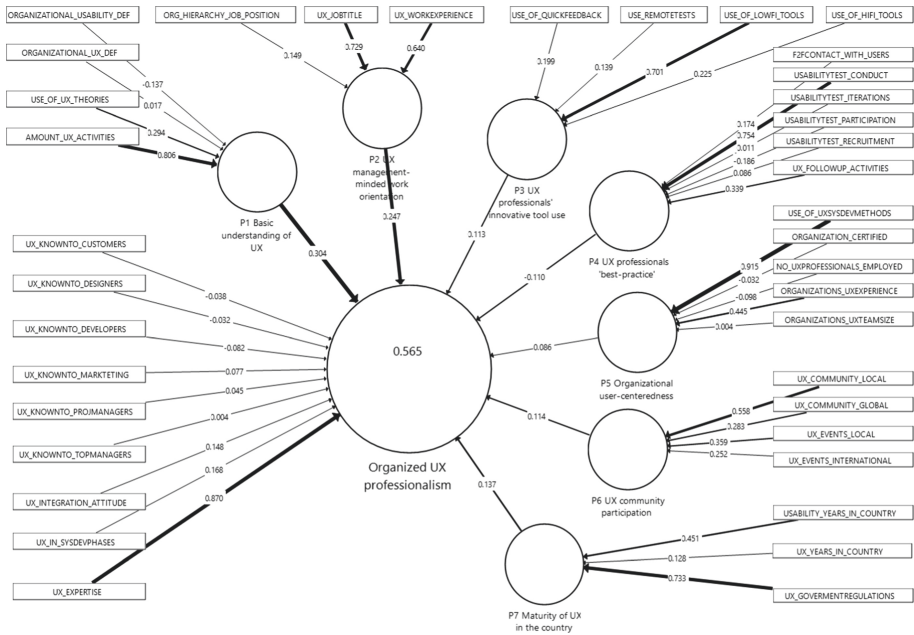 ORGANIZATIONAL_USABILITY_DEF
ORG_HIERARCHY_JOB_POSITION
UX_JOBTITLE
UX_WORKEXPERIENCE
USE_OF_QUICKFEEDBACK
USE_REMOTETESTS
USE_OF_LOWFI_TOOLS
USE_OF_HIFI_TOOLS
ORGANIZATIONAL_UX_DEF
USE_OF_UX_THEORIES
AMOUNT_UX_ACTIVITIES
-0.137
0.017
0.294
0.806
0.149
0.729
0.640
0.199
0.139
0.701
0.225
F2FCONTACT_WITH_USERS
USABILITYTEST_CONDUCT
USABILITYTEST_ITERATIONS
USABILITYTEST_PARTICIPATION
USABILITYTEST_RECRUITMENT
UX_FOLLOWUP_ACTIVITIES
0.174
0.754
0.011
-0.186
0.086
0.339
P1 Basic
understanding of
UX
P2 UX
management-
minded work
orientation
P3 UX
professionals'
innovative tool use
P4 UX professionals
'best-practice'
0.304
0.247
0.113
-0.110
USE_OF_UXSYSDEVMETHODS
ORGANIZATION_CERTIFIED
NO_UXPROFESSIONALS_EMPLOYED
ORGANIZATIONS_UXEXPERIENCE
ORGANIZATIONS_UXTEAMSIZE
0.915
-0.032
-0.098
0.445
0.004
P5 Organizational
user-centeredness
0.086
UX_KNOWNTO_CUSTOMERS
UX_KNOWNTO_DESIGNERS
UX_KNOWNTO_DEVELOPERS
UX_KNOWNTO_MARKTETING
UX_KNOWNTO_PROJMANAGERS
UX_KNOWNTO_TOPMANAGERS
UX_INTEGRATION_ATTITUDE
UX_IN_SYSDEVPHASES
UX_EXPERTISE
-0.038
-0.032
-0.082
0.077
0.045
0.004
0.148
0.168
0.870
0.565
Organized UX
professionalism
UX_COMMUNITY_LOCAL
UX_COMMUNITY_GLOBAL
UX_EVENTS_LOCAL
UX_EVENTS_INTERNATIONAL
0.558
0.283
0.359
0.252
P6 UX community
participation
0.114
0.137
USABILITY_YEARS_IN_COUNTRY
UX_YEARS_IN_COUNTRY
UX_GOVERMENTREGULATIONS
0.451
0.128
0.733
P7 Maturity of UX
in the country